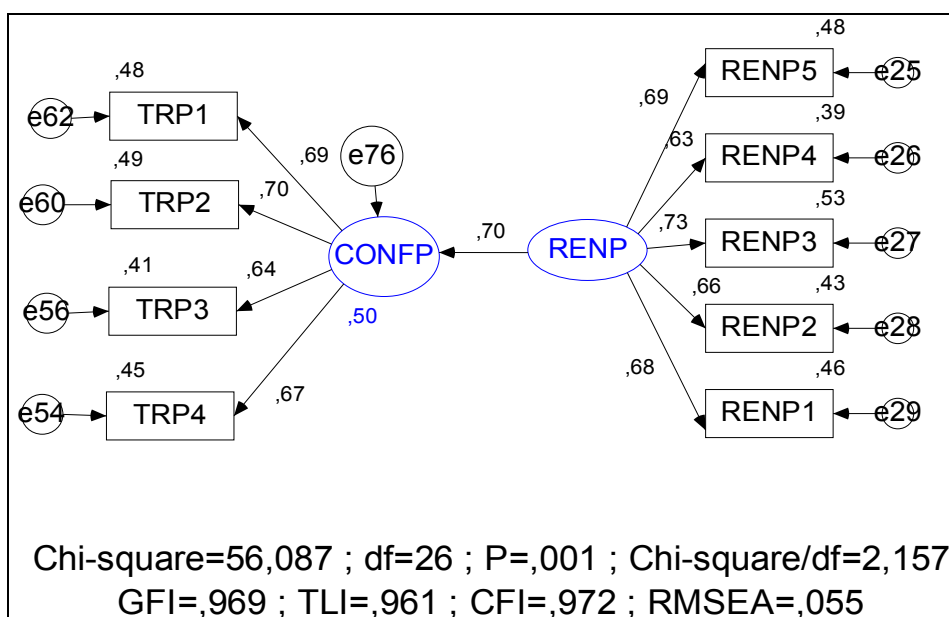 ,48
,48
e62
TRP1
RENP5
e25
,69
,69
,39
,49
e76
,63
RENP4
e26
e60
TRP2
,70
,53
,70
,73
RENP3
e27
CONFP
RENP
,41
,64
,66
,43
e56
TRP3
,50
RENP2
e28
,45
,67
,68
,46
e54
TRP4
RENP1
e29
Chi-square=56,087 ; df=26 ; P=,001 ; Chi-square/df=2,157
GFI=,969 ; TLI=,961 ; CFI=,972 ; RMSEA=,055